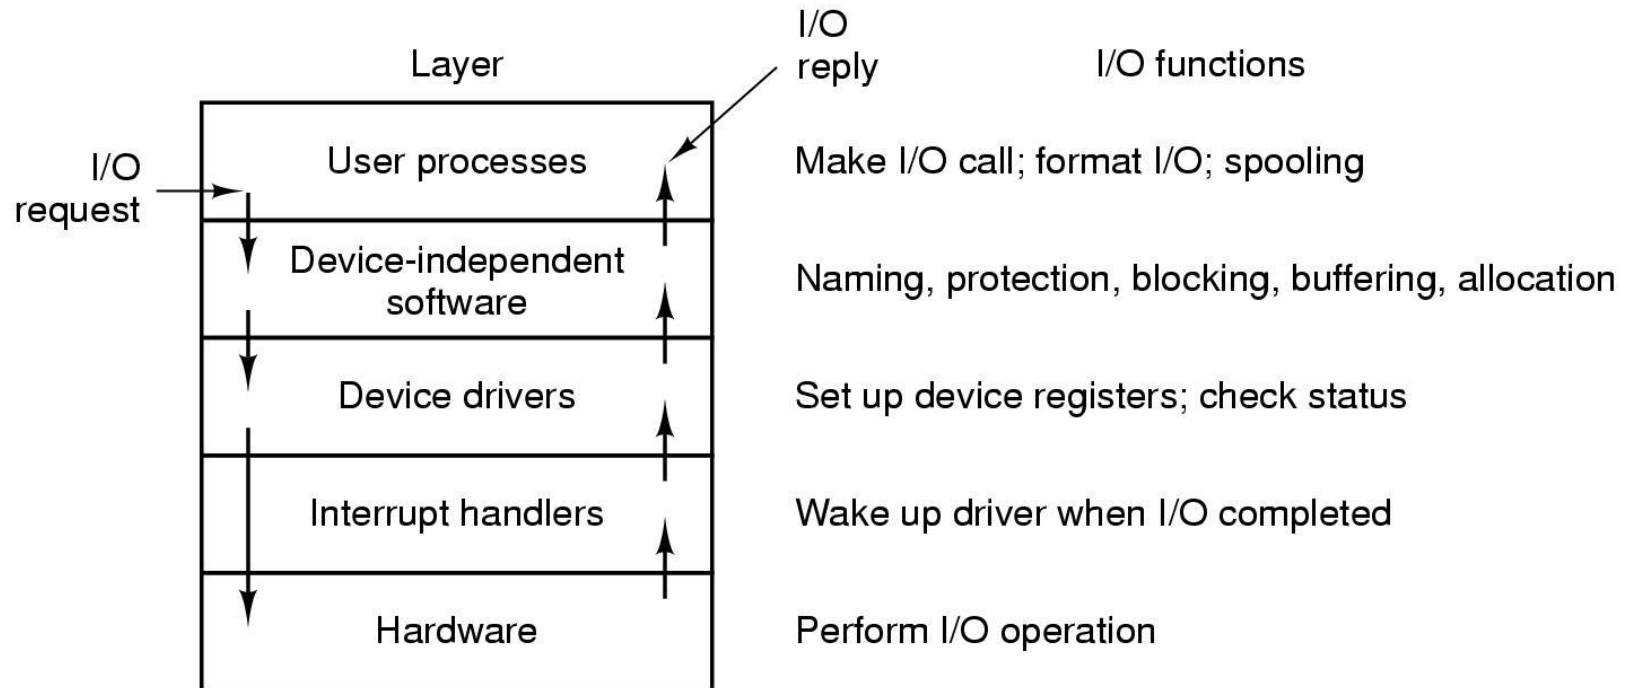 I/O
reply
Layer
I/O functions
I/O
request
User processes
Make I/O call; format I/O; spooling
Device-independent
software
Naming, protection, blocking, buffering, allocation
Device drivers
Set up device registers; check status
Interrupt handlers
Wake up driver when I/O completed
Hardware
Perform I/O operation